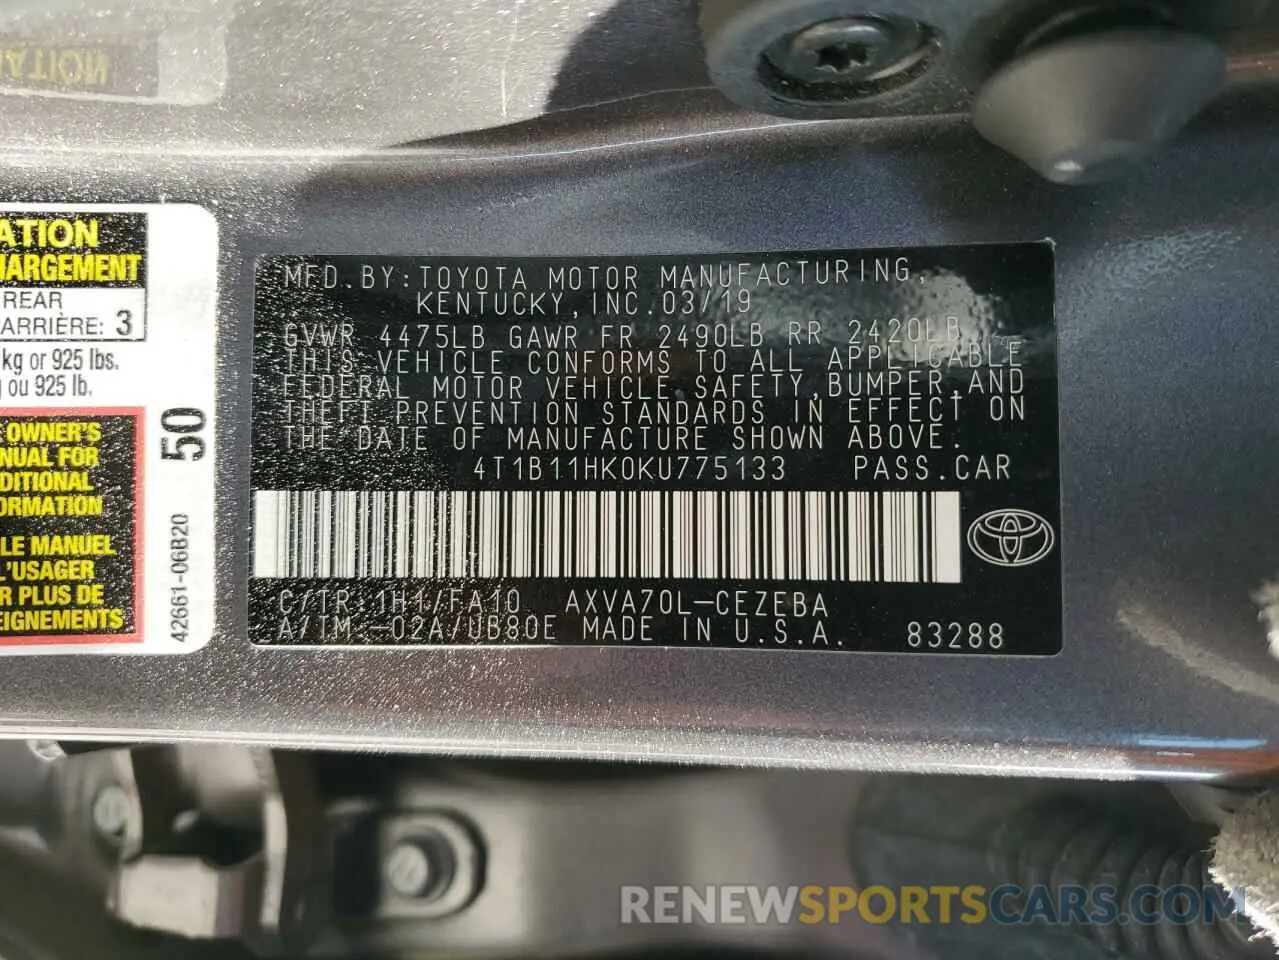 ATION
HARGEMENT
REAR
ARRIÈRE: 3
kg or 925 lbs.
ou 925 lb.
OWNER'S
NUAL FOR
DITIONAL
ORMATION
LE MANUEL
L'USAGER
R PLUS DE
EIGNEMENTS
50
42661-06B20
MFD.BY:TOYOTA MOTOR MANUFACTURING,
KENTUCKY,INC.03/19
GVWR 4475LB GAWR FR 2490LB RR 2420LB
THIS VEHICLE CONFORMS TO ALL APPLICABLE
FEDERAL MOTOR VEHICLE SAFETY,BUMPER,AND
THEFT PREVENTION STANDARDS IN EFFECT ON
THE DATE OF MANUFACTURE SHOWN ABOVE.
4T1B11HK0KU775133 PASS.CAR
C/TR:1H1/FA10 AXVA70L-CEZEBA
A/TM:-02A/UB80E MADE IN U.S.A. 83288
RENEWSPORTSCARS.COM